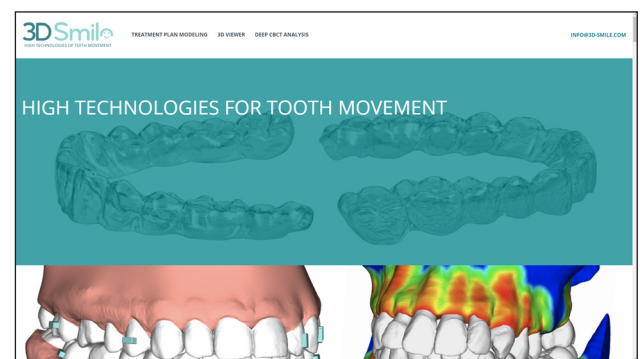 3D Smile
HIGH TECHNOLOGIES OF TEETH MOVEMENT
TREATMENT PLAN MODELING 3D VIEWER DEEP CBCT ANALYSIS
INFO@3D-SMILE.COM
HIGH TECHNOLOGIES FOR TOOTH MOVEMENT